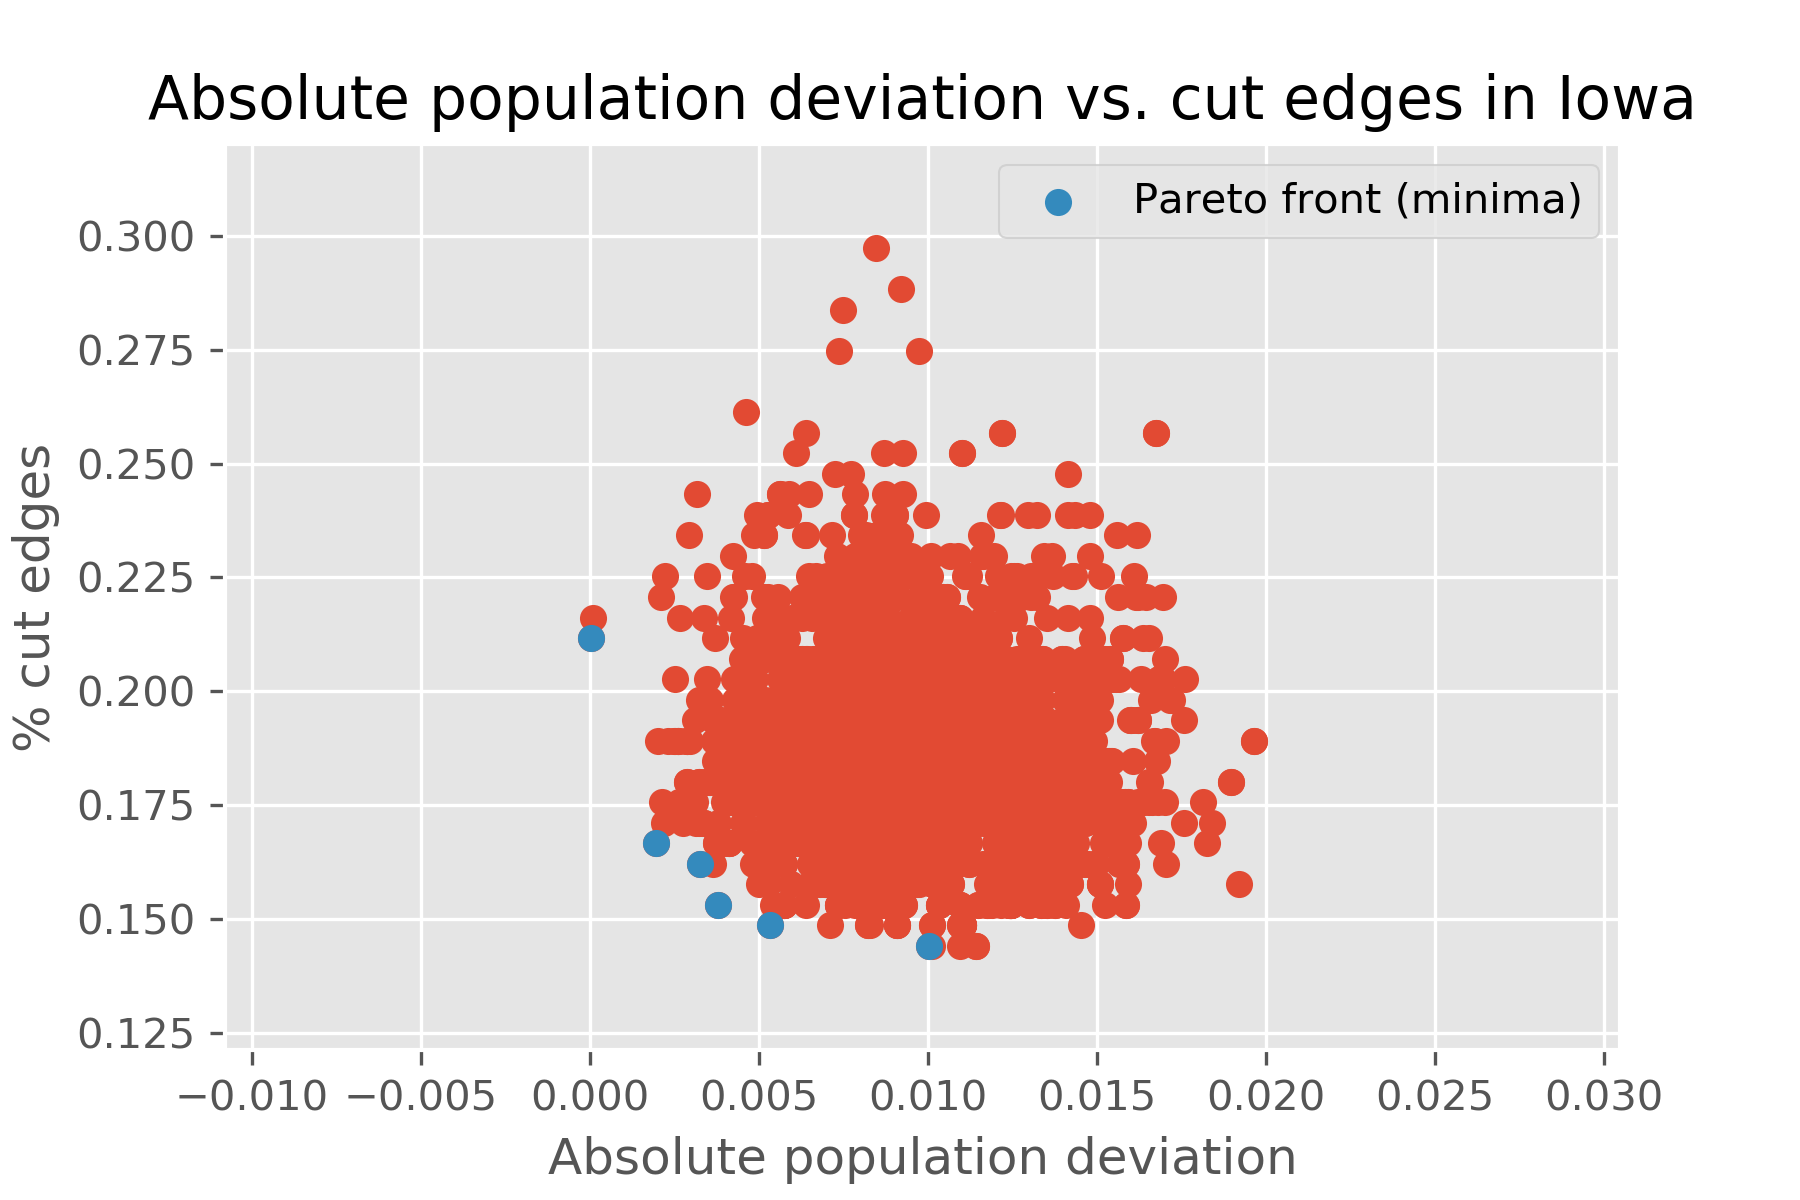 Absolute population deviation vs. cut edges in Iowa
Pareto front (minima)
0.300
0.275
0.250
0.225
0.200
0.175
0.150
0.125
% cut edges
−0.010 −0.005 0.000 0.005 0.010 0.015 0.020 0.025 0.030
Absolute population deviation